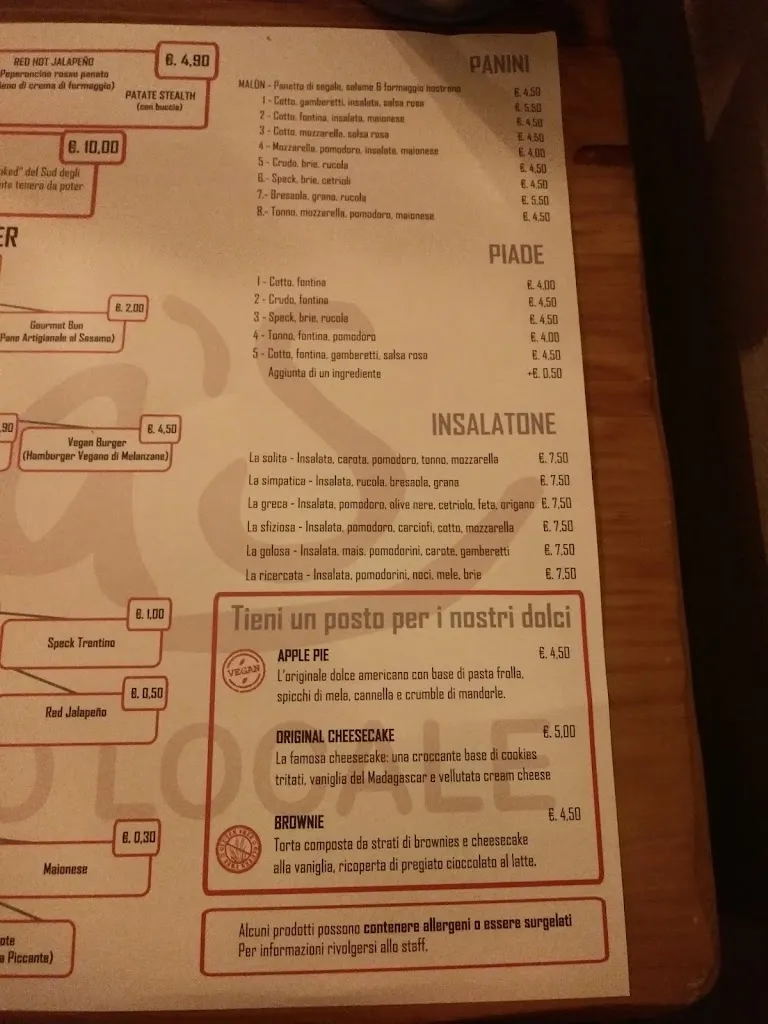 RED HOT JALAPEÑO
€. 4,90
Peperoncino rosso panato
di crema di formaggio)
PATATE STEALTH
(con buccia)
€. 10,00
del Sud degli
tenero da poter
ER
€. 2,00
Gourmet Bun
(Pane Artigianale al Sesamo)
,90
€. 4,50
Vegan Burger
(Hamburger Vegano di Melanzane)
€. 1,00
Speck Trentino
€. 0,50
Red Jalapeño
€. 0,30
Maionese
Piccante)
PANINI
MALÓN - Panetto di segale, salame & formaggio nostrano €. 4,50
1 - Cotto, gamberetti, insalata, salsa rosa €. 5,50
2 - Cotto, fontina, insalata, maionese €. 4,50
3 - Cotto, mozzarella, salsa rosa €. 4,50
4 - Mozzarella, pomodoro, insalata, maionese €. 4,00
5 - Crudo, brie, rucola €. 4,50
6.- Speck, brie, cetrioli €. 4,50
7.- Bresaola, grana, rucola €. 5,50
8.- Tonno, mozzarella, pomodoro, maionese €. 4,50
PIADE
1 - Cotto, fontina €. 4,00
2 - Crudo, fontina €. 4,50
3 - Speck, brie, rucola €. 4,50
4 - Tonno, fontina, pomodoro €. 4,00
5 - Cotto, fontina, gamberetti, salsa rosa €. 4,50
Aggiunta di un ingrediente +€. 0,50
INSALATONE
La solita - Insalata, carota, pomodoro, tonno, mozzarella €. 7,50
La simpatica - Insalata, rucola, bresaola, grana €. 7,50
La greca - Insalata, pomodoro, olive nere, cetriolo, feta, origano €. 7,50
La sfiziosa - Insalata, pomodoro, carciofi, cotto, mozzarella €. 7,50
La golosa - Insalata, mais, pomodorini, carote, gamberetti €. 7,50
La ricercata - Insalata, pomodorini, noci, mele, brie €. 7,50
Tieni un posto per i nostri dolci
VEGAN
APPLE PIE €. 4,50
L'originale dolce americano con base di pasta frolla,
spicchi di mela, cannella e crumble di mandorle.
ORIGINAL CHEESECAKE €. 5,00
La famosa cheesecake: una croccante base di cookies
tritati, vaniglia del Madagascar e vellutata cream cheese
GLUTEN FREE
BROWNIE €. 4,50
Torta composta da strati di brownies e cheesecake
alla vaniglia, ricoperta di pregiato cioccolato al latte.
Alcuni prodotti possono contenere allergeni o essere surgelati
Per informazioni rivolgersi allo staff.
a's
O LOCALE